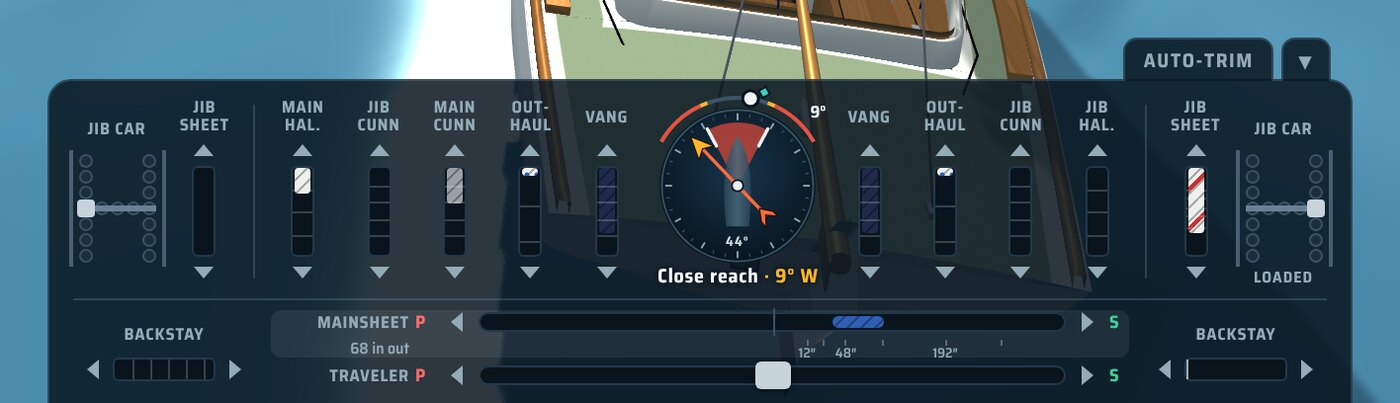 AUTO-TRIM ▼
JIB CAR
JIB
SHEET
MAIN
HAL.
JIB
CUNN
MAIN
CUNN
OUT-
HAUL
VANG
9°
44°
Close reach · 9° W
VANG
OUT-
HAUL
JIB
CUNN
JIB
HAL.
JIB
SHEET
JIB CAR
LOADED
BACKSTAY
MAINSHEET P
S
68 in out
12" 48" 192"
TRAVELER P
S
BACKSTAY